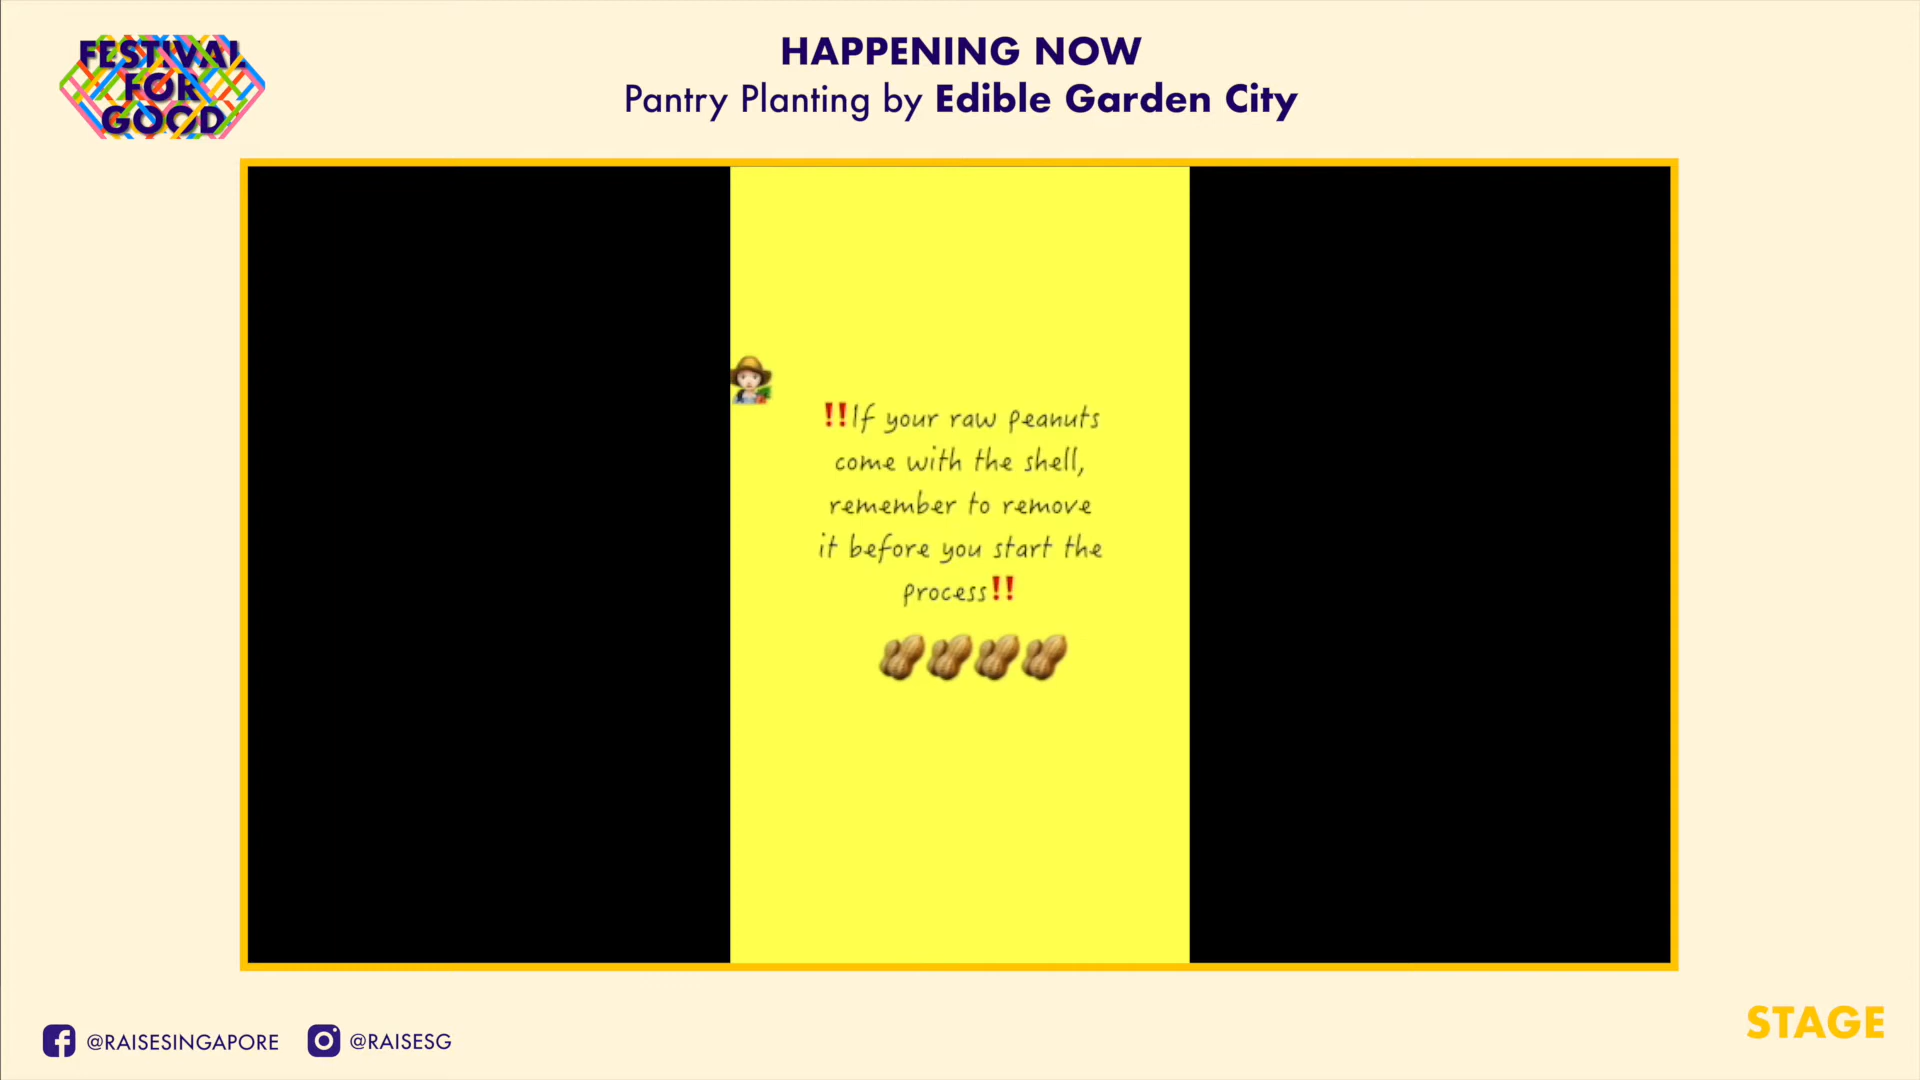 FESTIVAL
FOR
GOOD
HAPPENING NOW
Pantry Planting by Edible Garden City
‼️If your raw peanuts
come with the shell,
remember to remove
it before you start the
process‼️
@RAISESINGAPORE @RAISESG
STAGE